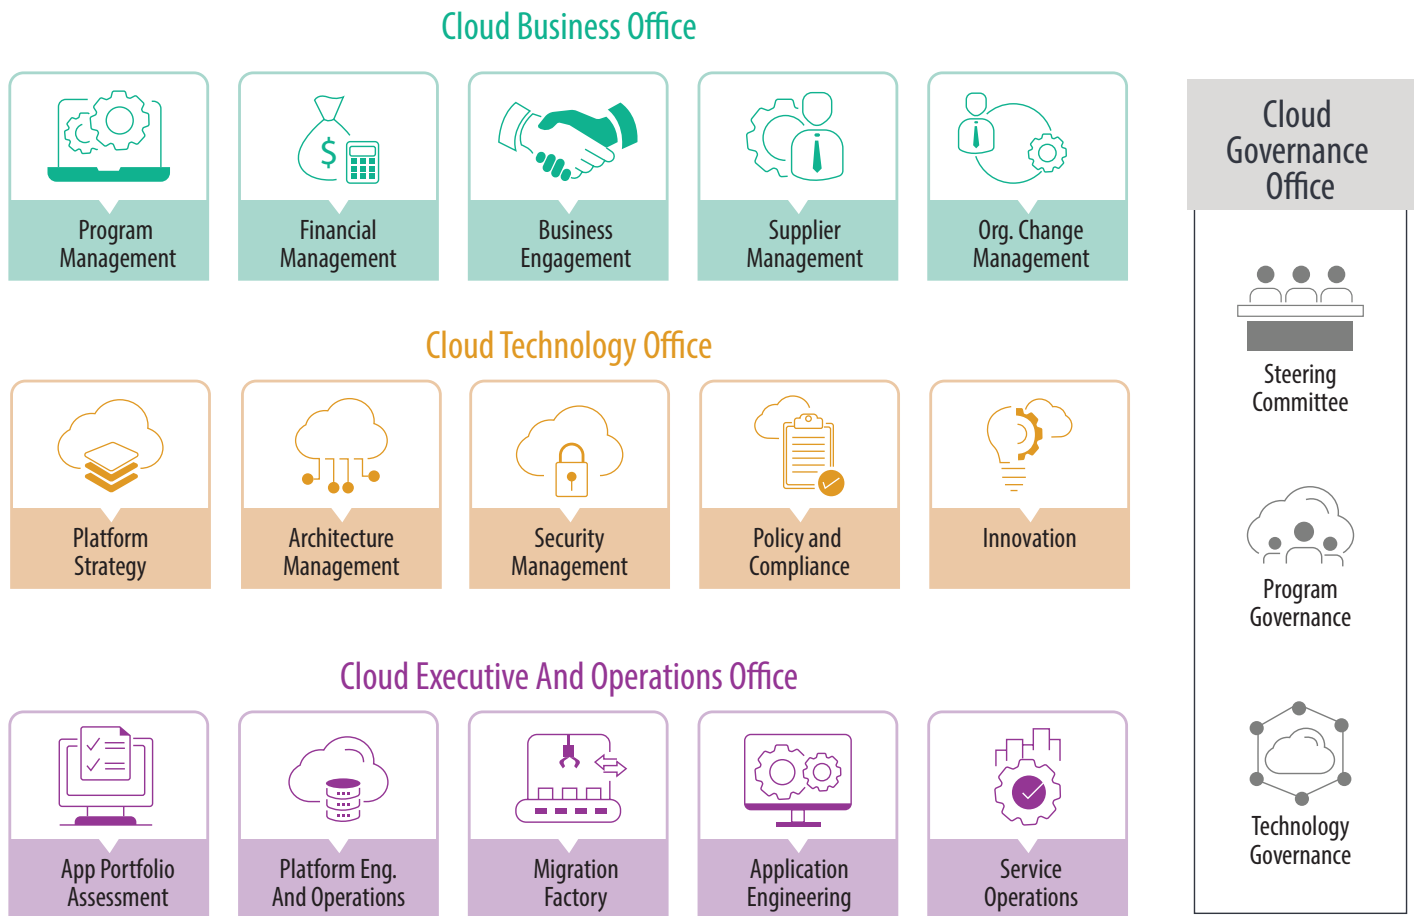 Cloud Business Office
Program
Management
Financial
Management
$
Business
Engagement
Supplier
Management
Org. Change
Management
Cloud Technology Office
Platform
Strategy
Architecture
Management
Security
Management
Policy and
Compliance
Innovation
Cloud Executive And Operations Office
App Portfolio
Assessment
Platform Eng.
And Operations
Migration
Factory
Application
Engineering
Service
Operations
Cloud
Governance
Office
Steering
Committee
Program
Governance
Technology
Governance